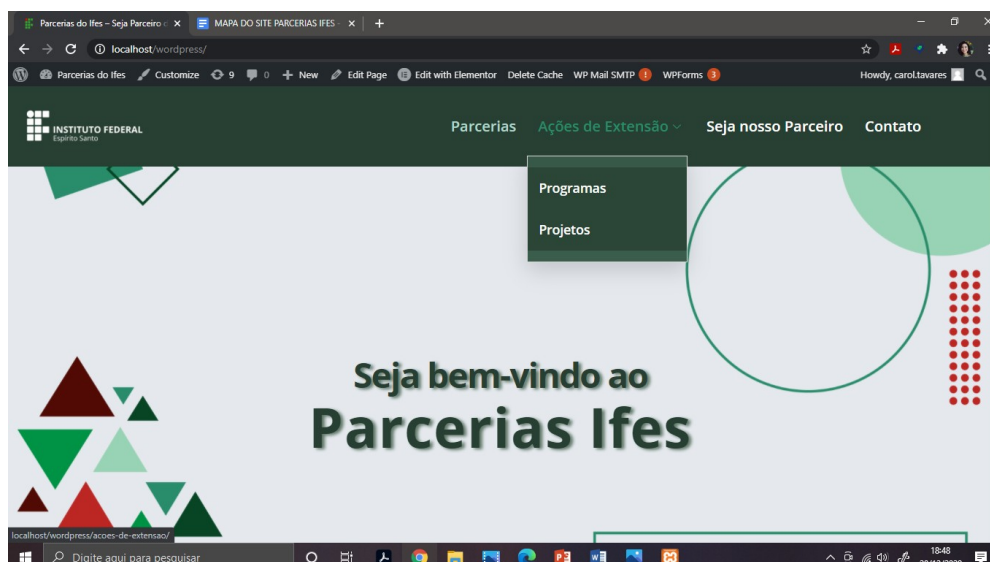 Parcerias do Ifes – Seja Parceiro
MAPA DO SITE PARCERIAS IFES -
localhost/wordpress/
Parcerias do Ifes Customize 9 0 New Edit Page Edit with Elementor Delete Cache WP Mail SMTP ! WPForms 3 Howdy, carol.tavares
INSTITUTO FEDERAL
Espírito Santo
Parcerias Ações de Extensão Seja nosso Parceiro Contato
Programas
Projetos
Seja bem-vindo ao
Parcerias Ifes
localhost/wordpress/acoes-de-extensao/
Digite aqui para pesquisar
18:48